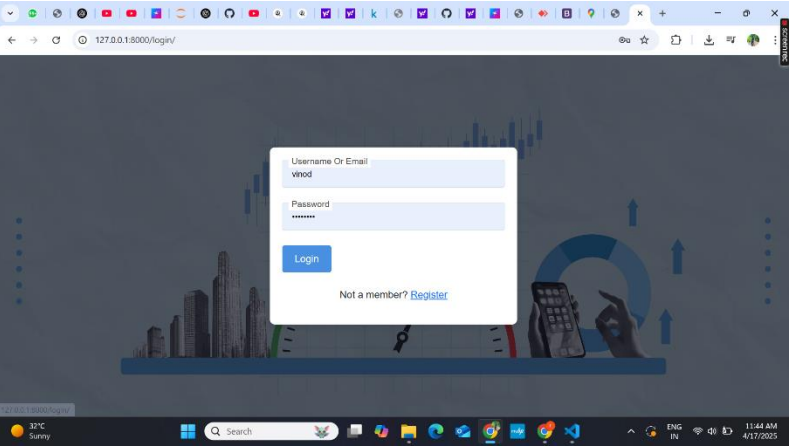 127.0.0.1:8000/login/
screenrec
Username Or Email
vinod
Password
••••••••
Login
Not a member? Register
127.0.0.1:8000/login/
32°C
Sunny
Search
ENG
IN
11:44 AM
4/17/2025